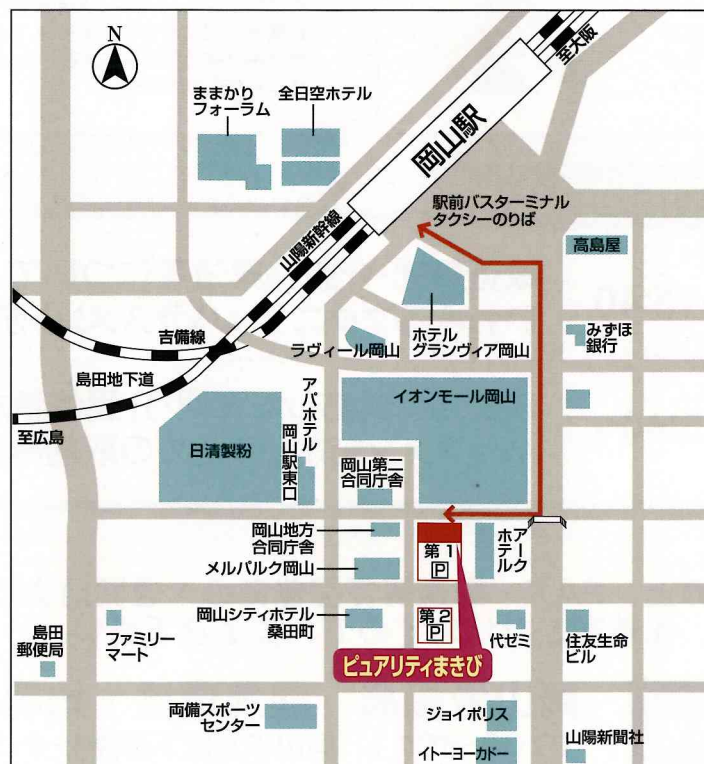 N
至大阪
ままかり
フォーラム
全日空ホテル
岡山駅
駅前バスターミナル
タクシーのりば
山陽新幹線
高島屋
吉備線
ラヴィール岡山
ホテル
グランヴィア岡山
みずほ
銀行
島田地下道
至広島
日清製粉
アパホテル
岡山駅東口
イオンモール岡山
岡山第二
合同庁舎
岡山地方
合同庁舎
第1
P
アーク
ホテル
メルパルク岡山
岡山シティホテル
桑田町
第2
P
島田
郵便局
ファミリー
マート
代ゼミ
住友生命
ビル
ピュアリティまきび
両備スポーツ
センター
ジョイポリス
イトーヨーカドー
山陽新聞社